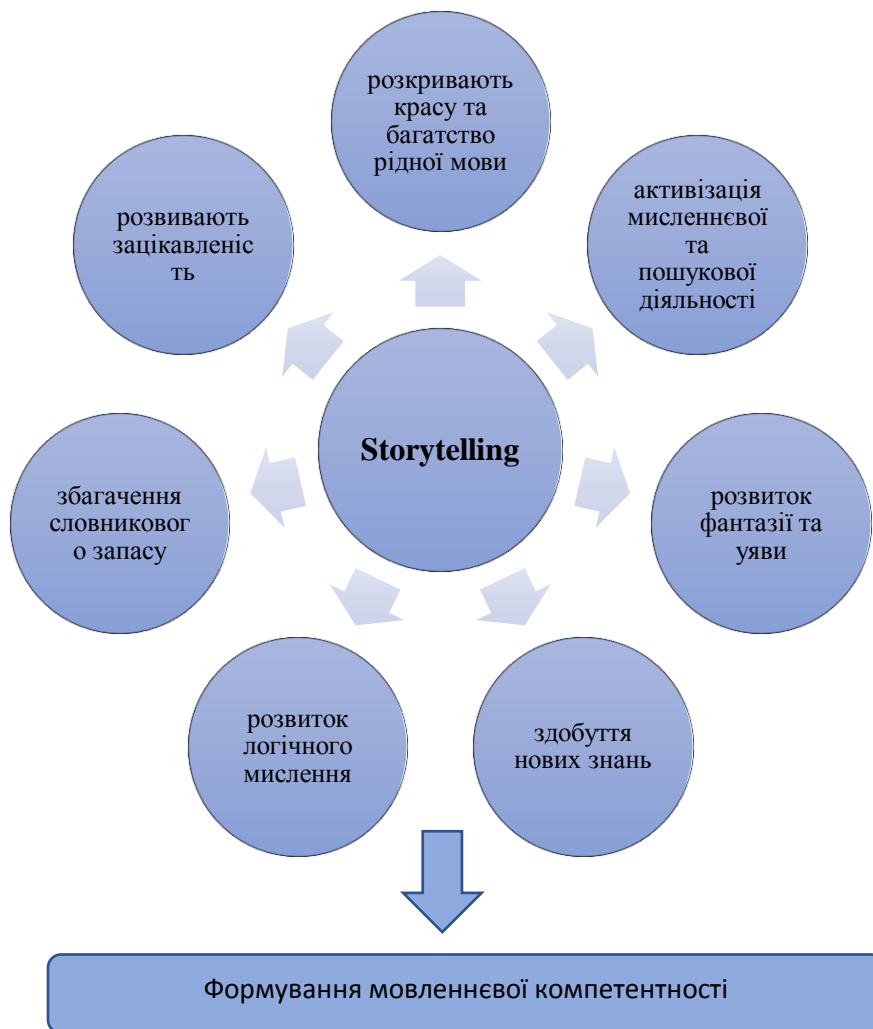 розкривають
красу та
багатство
рідної мови
активізація
мисленнєвої
та
пошукової
діяльності
розвиток
фантазії та
уяви
здобуття
нових знань
розвиток
логічного
мислення
збагачення
словниковог
о запасу
розвивають
зацікавленіс
ть
Storytelling
Формування мовленнєвої компетентності